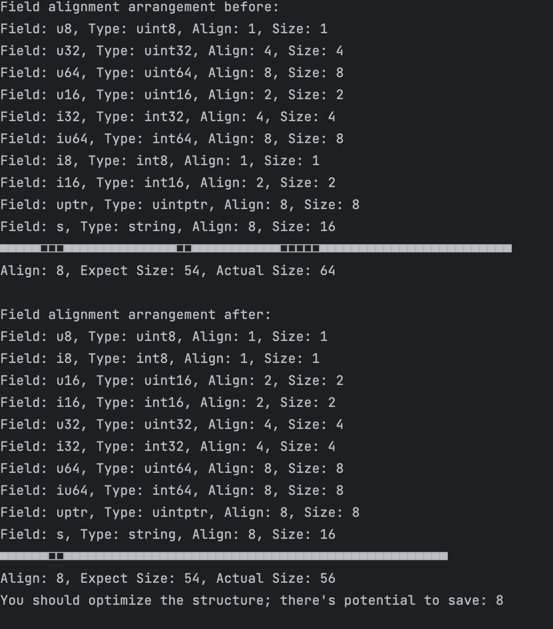 Field alignment arrangement before:
Field: u8, Type: uint8, Align: 1, Size: 1
Field: u32, Type: uint32, Align: 4, Size: 4
Field: u64, Type: uint64, Align: 8, Size: 8
Field: u16, Type: uint16, Align: 2, Size: 2
Field: i32, Type: int32, Align: 4, Size: 4
Field: iu64, Type: int64, Align: 8, Size: 8
Field: i8, Type: int8, Align: 1, Size: 1
Field: i16, Type: int16, Align: 2, Size: 2
Field: uptr, Type: uintptr, Align: 8, Size: 8
Field: s, Type: string, Align: 8, Size: 16
Align: 8, Expect Size: 54, Actual Size: 64
Field alignment arrangement after:
Field: u8, Type: uint8, Align: 1, Size: 1
Field: i8, Type: int8, Align: 1, Size: 1
Field: u16, Type: uint16, Align: 2, Size: 2
Field: i16, Type: int16, Align: 2, Size: 2
Field: u32, Type: uint32, Align: 4, Size: 4
Field: i32, Type: int32, Align: 4, Size: 4
Field: u64, Type: uint64, Align: 8, Size: 8
Field: iu64, Type: int64, Align: 8, Size: 8
Field: uptr, Type: uintptr, Align: 8, Size: 8
Field: s, Type: string, Align: 8, Size: 16
Align: 8, Expect Size: 54, Actual Size: 56
You should optimize the structure; there's potential to save: 8